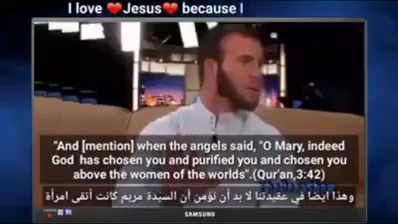 I love ❤Jesus❤ because I
"And [mention] when the angels said, "O Mary, indeed
God has chosen you and purified you and chosen you
above the women of the worlds".(Qur'an,3:42)
وهذا ايضا في عقيدتنا لا بد أن نؤمن أن السيدة مريم كانت أتقى امرأة
SAMSUNG